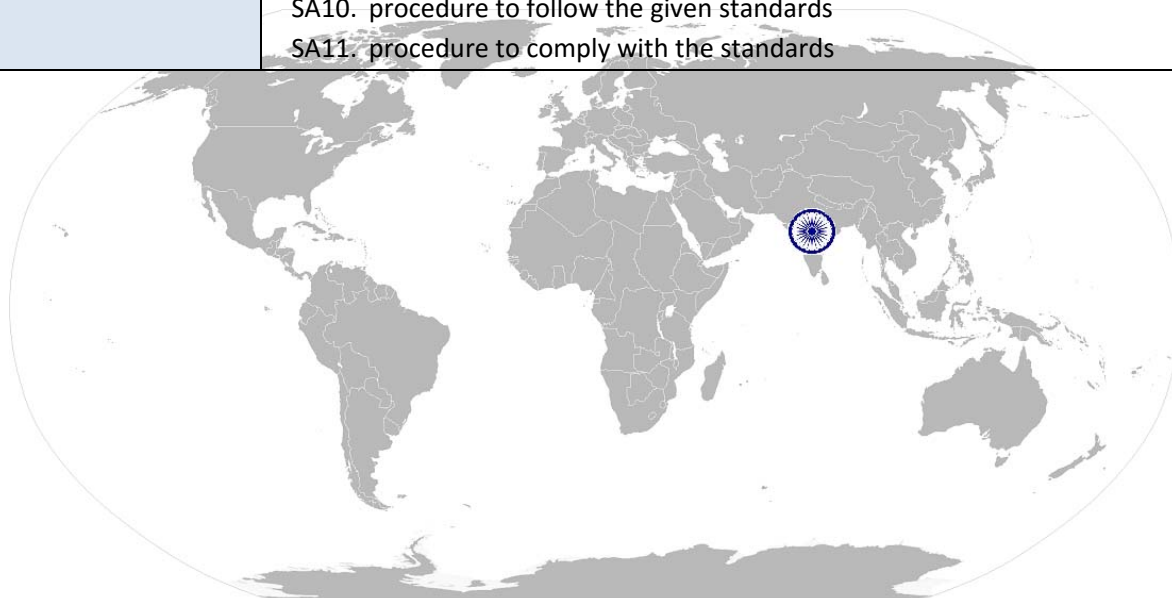 SA10. procedure to follow the given standards
SA11. procedure to comply with the standards